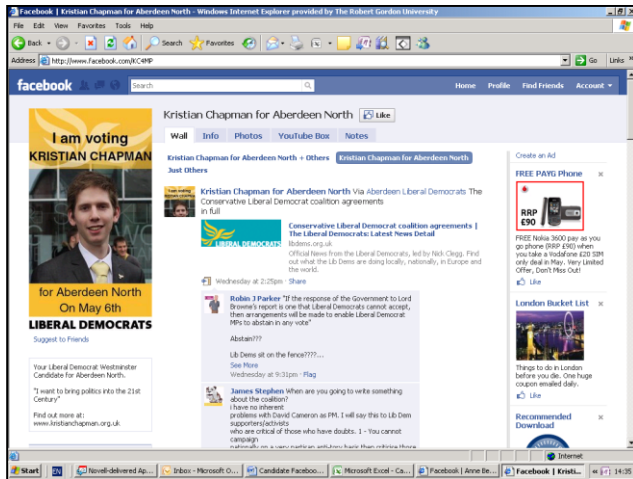 Facebook | Kristian Chapman for Aberdeen North - Windows Internet Explorer provided by The Robert Gordon University
File Edit View Favorites Tools Help
Back Search Favorites
Address http://www.facebook.com/KC4MP Go Links
facebook Search Home Profile Find Friends Account
Kristian Chapman for Aberdeen North Like
Wall Info Photos YouTube Box Notes
Kristian Chapman for Aberdeen North + Others Kristian Chapman for Aberdeen North
Just Others
I am voting
KRISTIAN CHAPMAN
for Aberdeen North
On May 6th
LIBERAL DEMOCRATS
Suggest to Friends
Your Liberal Democrat Westminster
Candidate for Aberdeen North.
"I want to bring politics into the 21st
Century"
Find out more at:
www.kristianchapman.org.uk
Kristian Chapman for Aberdeen North Via Aberdeen Liberal Democrats The
Conservative Liberal Democrat coalition agreements
in full
LIBERAL DEMOCRATS
Conservative Liberal Democrat coalition agreements |
The Liberal Democrats: Latest News Detail
libdems.org.uk
Official News from the Liberal Democrats, led by Nick Clegg. Find
out what the Lib Dems are doing locally, nationally, in Europe and
the world.
Wednesday at 2:25pm · Share
Robin J Parker "If the response of the Government to Lord
Browne's report is one that Liberal Democrats cannot accept,
then arrangements will be made to enable Liberal Democrat
MPs to abstain in any vote"
Abstain???
Lib Dems sit on the fence????...
See More
Wednesday at 9:31pm · Flag
James Stephen When are you going to write something
about the coalition?
i have no inherent
problems with David Cameron as PM. I will say this to Lib Dem
supporters/activists
who are critical of those who have doubts. 1 - You cannot
campaign
nationally on a very partisan anti-tory basis then criticise those
Create an Ad
FREE PAYG Phone
RRP
£90
FREE Nokia 3600 pay as you
go phone (RRP £90) when
you take a Vodafone £20 SIM
only deal in May. Very Limited
Offer, Don't Miss Out!
Like
London Bucket List
Things to do in London
before you die. One huge
coupon emailed daily.
Like
Recommended
Download
Internet
Start EN Novell-delivered Ap... Inbox - Microsoft O... Candidate Faceboo... Microsoft Excel - Ca... Facebook | Anne Be... Facebook | Kristi... 14:35